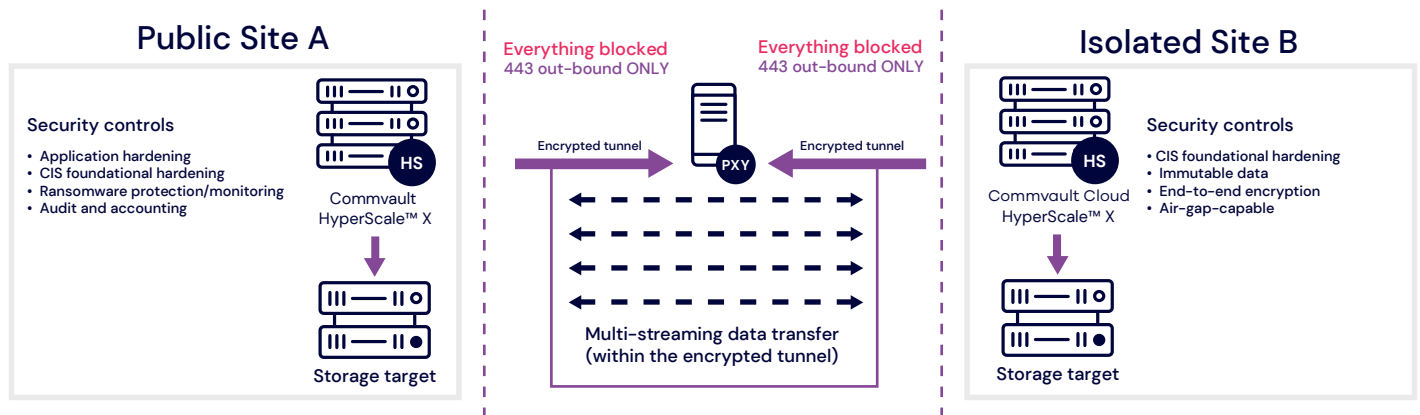 Public Site A
Security controls
• Application hardening
• CIS foundational hardening
• Ransomware protection/monitoring
• Audit and accounting
HS
Commvault
HyperScale™ X
Storage target
Everything blocked
443 out-bound ONLY
Everything blocked
443 out-bound ONLY
Encrypted tunnel
PXY
Encrypted tunnel
Multi-streaming data transfer
(within the encrypted tunnel)
Isolated Site B
HS
Commvault Cloud
HyperScale™ X
Storage target
Security controls
• CIS foundational hardening
• Immutable data
• End-to-end encryption
• Air-gap-capable